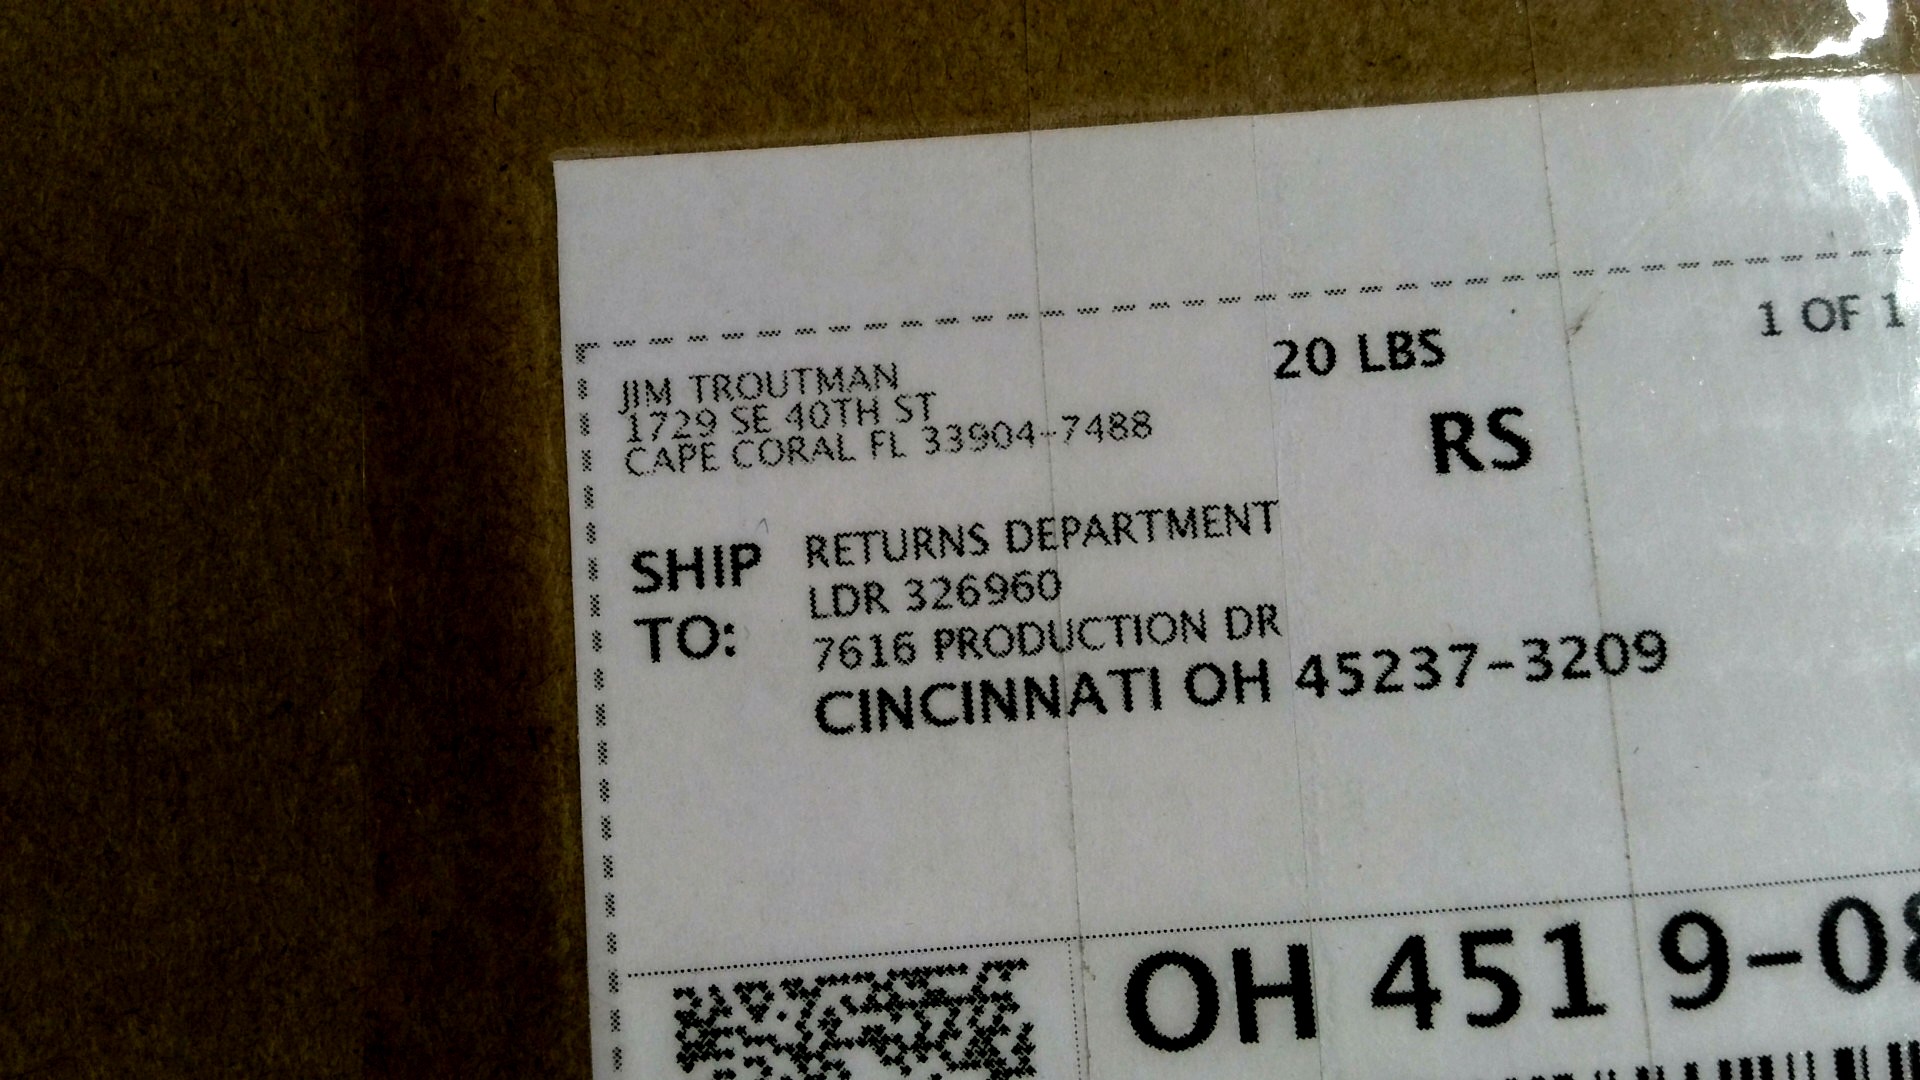 JIM TROUTMAN
1729 SE 40TH ST
CAPE CORAL FL 33904-7488
20 LBS
1 OF 1
RS
SHIP TO:
RETURNS DEPARTMENT
LDR 326960
7616 PRODUCTION DR
CINCINNATI OH 45237-3209
OH 451 9-0